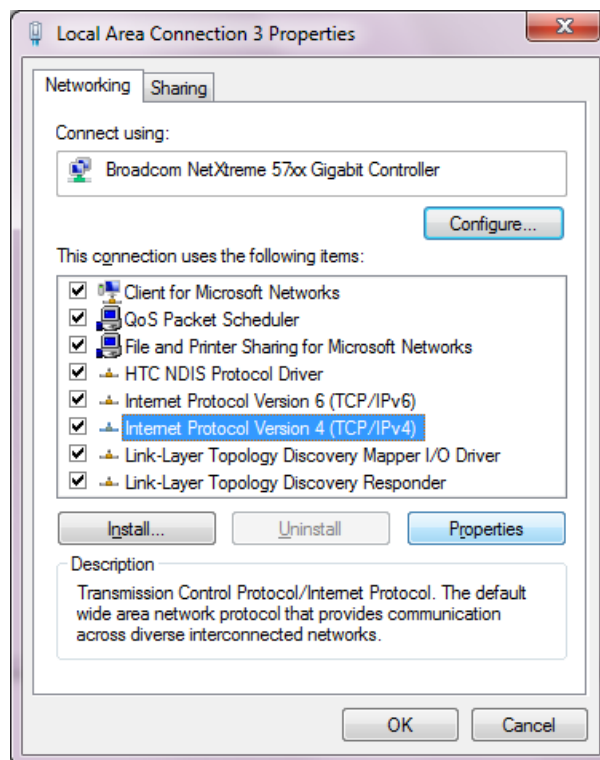 Local Area Connection 3 Properties
Networking
Sharing
Connect using:
Broadcom NetXtreme 57xx Gigabit Controller
Configure...
This connection uses the following items:
Client for Microsoft Networks
QoS Packet Scheduler
File and Printer Sharing for Microsoft Networks
HTC NDIS Protocol Driver
Internet Protocol Version 6 (TCP/IPv6)
Internet Protocol Version 4 (TCP/IPv4)
Link-Layer Topology Discovery Mapper I/O Driver
Link-Layer Topology Discovery Responder
Install...
Uninstall
Properties
Description
Transmission Control Protocol/Internet Protocol. The default
wide area network protocol that provides communication
across diverse interconnected networks.
OK
Cancel